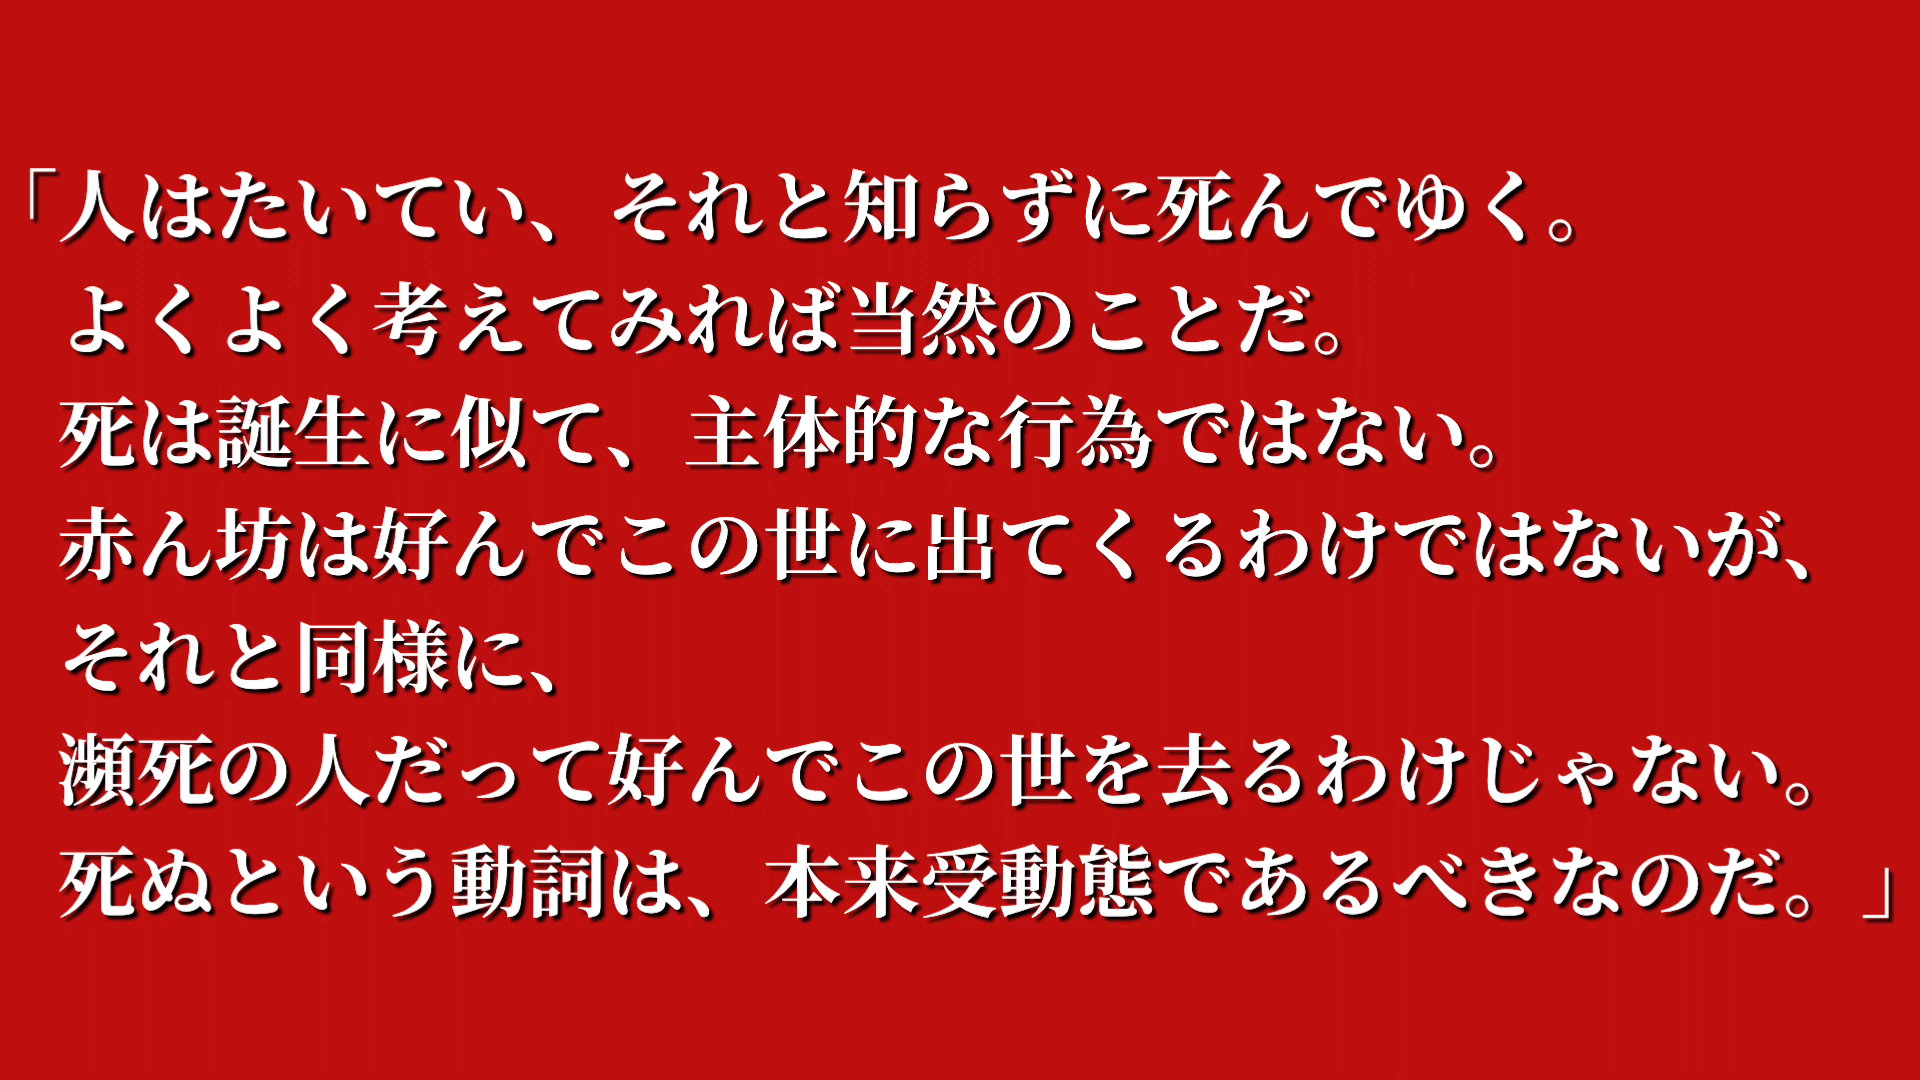 「人はたいてい、それと知らずに死んでゆく。
よくよく考えてみれば当然のことだ。
死は誕生に似て、主体的な行為ではない。
赤ん坊は好んでこの世に出てくるわけではないが、
それと同様に、
瀕死の人だって好んでこの世を去るわけじゃない。
死ぬという動詞は、本来受動態であるべきなのだ。」